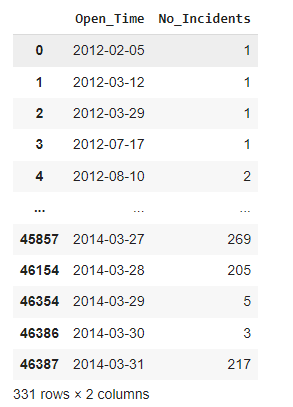 Open_Time No_Incidents
0 2012-02-05 1
1 2012-03-12 1
2 2012-03-29 1
3 2012-07-17 1
4 2012-08-10 2
... ... ...
45857 2014-03-27 269
46154 2014-03-28 205
46354 2014-03-29 5
46386 2014-03-30 3
46387 2014-03-31 217
331 rows × 2 columns